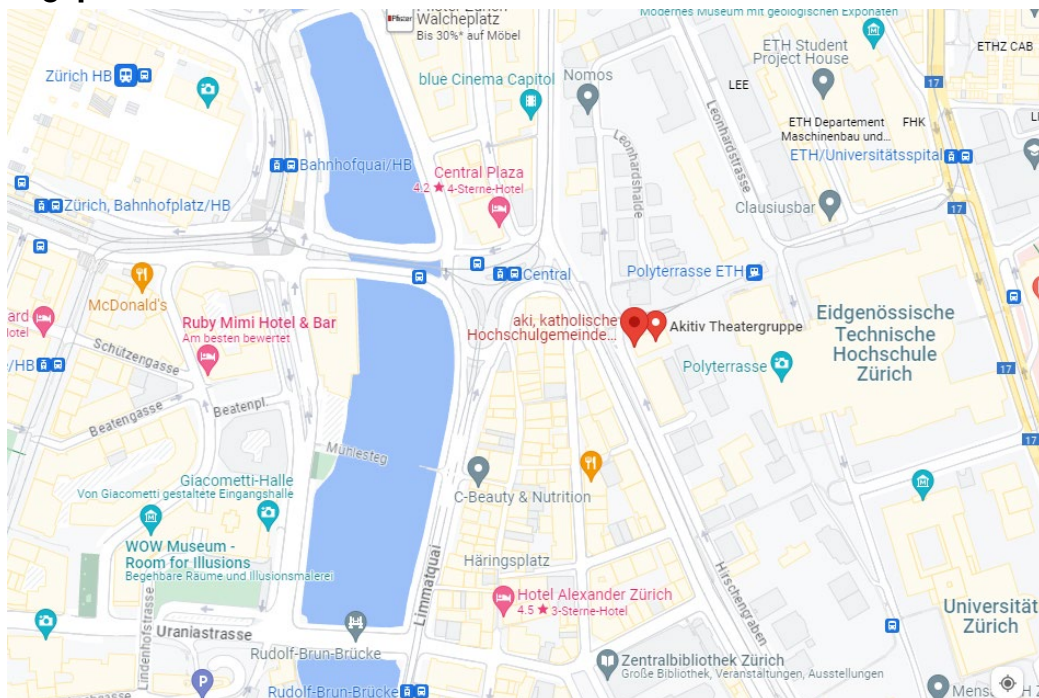 Walcheplatz
Bis 30%* auf Möbel
Pfister
Modernes Museum mit geologischen Exponaten
ETH Student
Project House
ETHZ CAB
Zürich HB
blue Cinema Capitol
Nomos
LEE
17
ETH Departement
Maschinenbau und...
FHK
Leonhardstrasse
Leonhardshalde
ETH/Universitätsspital
Bahnhofquai/HB
Central Plaza
4.2 ★ 4-Sterne-Hotel
Zürich, Bahnhofplatz/HB
Clausiusbar
17
Central
Polyterrasse ETH
McDonald's
Ruby Mimi Hotel & Bar
Am besten bewertet
aki, katholische
Hochschulgemeinde...
Akitiv Theatergruppe
Eidgenössische
Technische
Hochschule
Zürich
Schützengasse
Polyterrasse
17
Beatengasse
Beatenpl.
Mühlesteg
17
Giacometti-Halle
Von Giacometti gestaltete Eingangshalle
C-Beauty & Nutrition
WOW Museum -
Room for Illusions
Begehbare Räume und Illusionsmalerei
Häringsplatz
Limmatquai
Hirschengraben
Hotel Alexander Zürich
4.5 ★ 3-Sterne-Hotel
Lindenhofstrasse
Uraniastrasse
Universität
Zürich
Rudolf-Brun-Brücke
Zentralbibliothek Zürich
Große Bibliothek, Veranstaltungen, Ausstellungen
P
Rudolf-Brun-Brücke